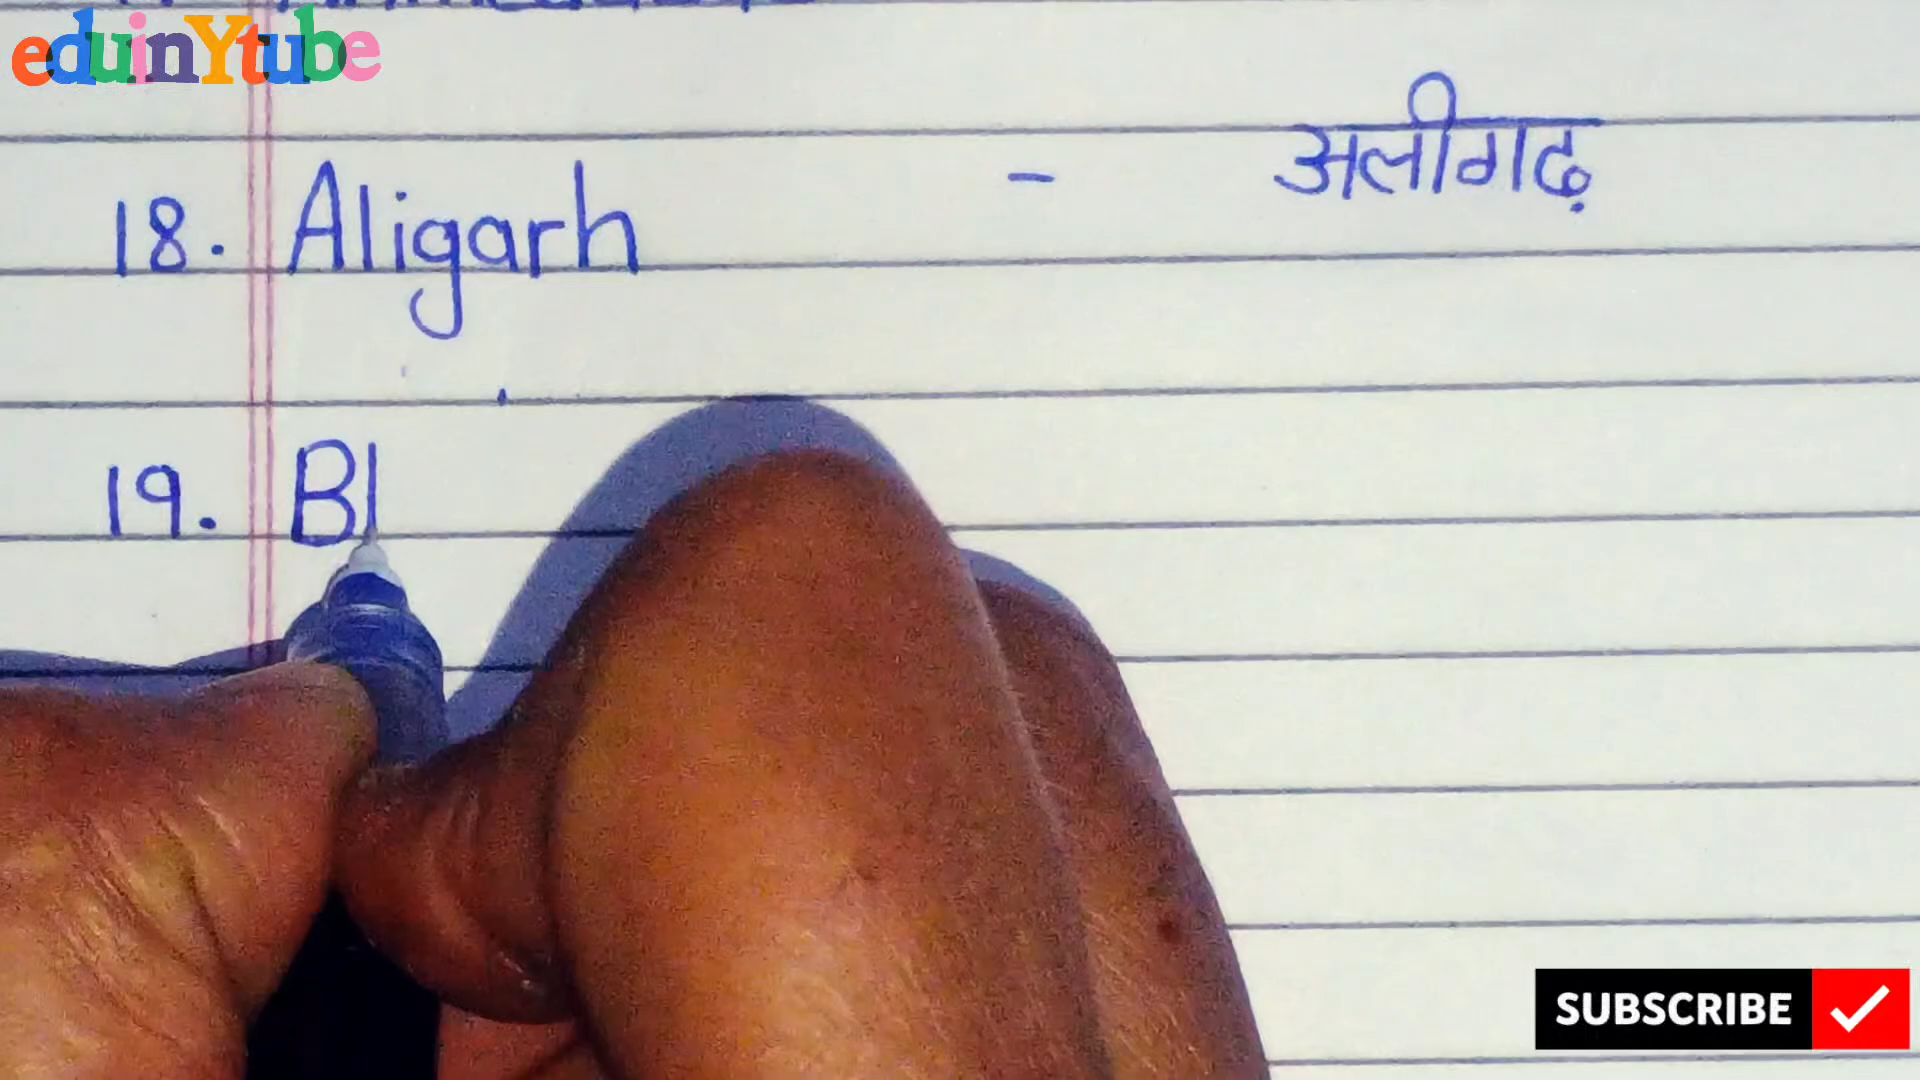 eduinYtube
18. Aligarh - अलीगढ़
19. Bl
SUBSCRIBE